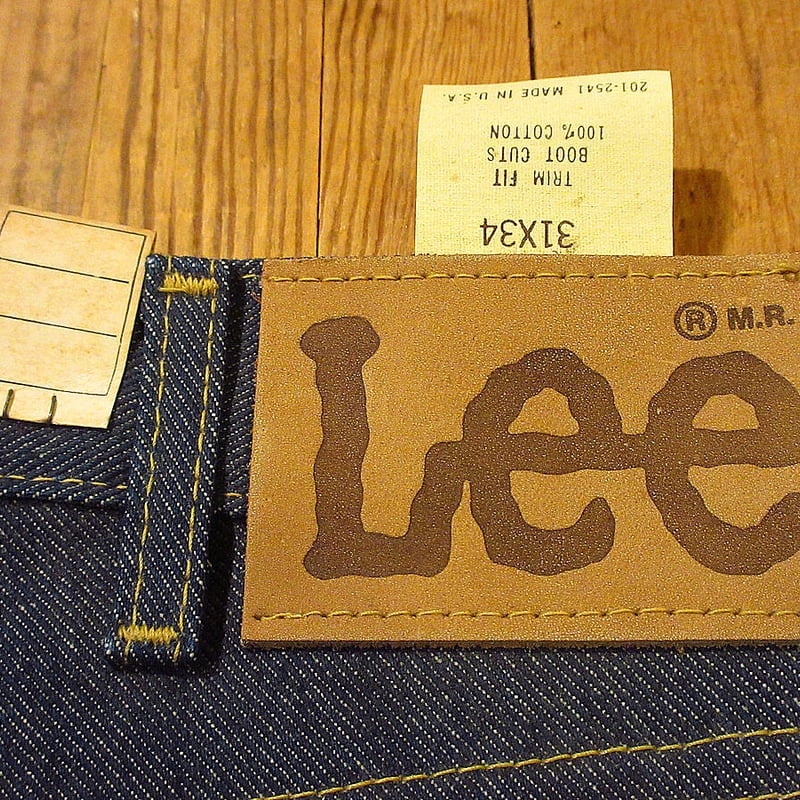 201-2541 MADE IN U.S.A.
100% COTTON
BOOT CUTS
TRIM FIT
31X34
® M.R.
Lee